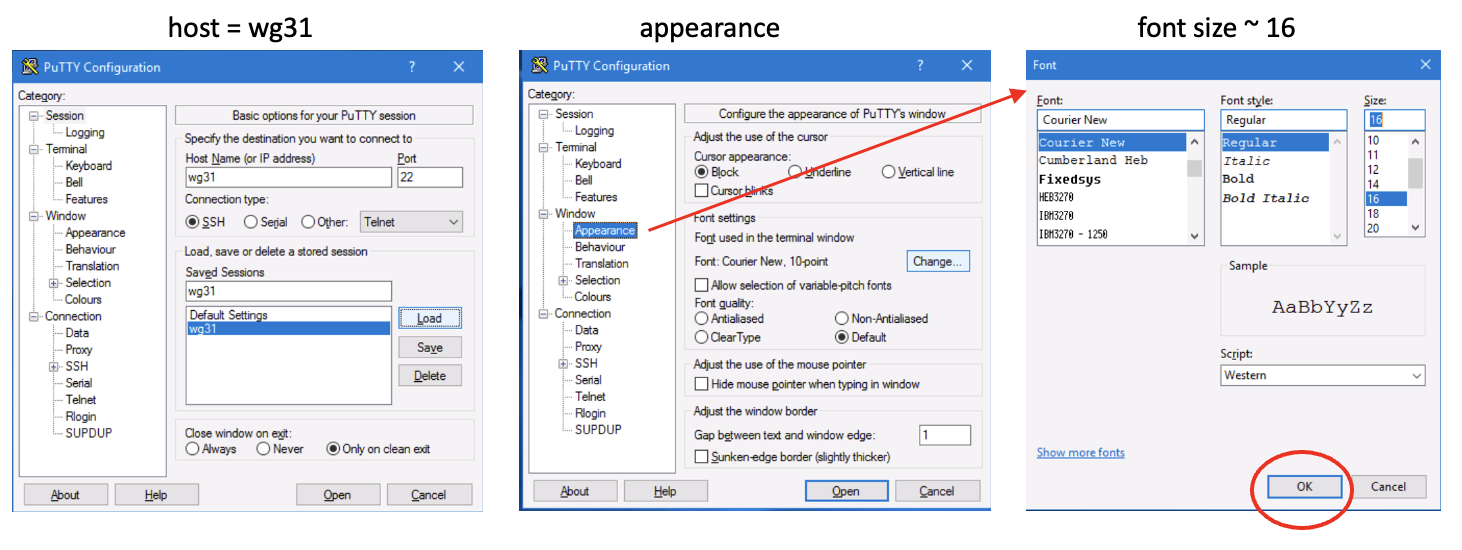 host = wg31
appearance
font size ~ 16
PuTTY Configuration
?
Category:
Session
Logging
Terminal
Keyboard
Bell
Features
Window
Appearance
Behaviour
Translation
Selection
Colours
Connection
Data
Proxy
SSH
Serial
Telnet
Rlogin
SUPDUP
Basic options for your PuTTY session
Specify the destination you want to connect to
Host Name (or IP address) Port
wg31 22
Connection type:
SSH Serial Other: Telnet
Load, save or delete a stored session
Saved Sessions
wg31
Default Settings
wg31
Load
Save
Delete
Close window on exit:
Always Never Only on clean exit
About Help Open Cancel
PuTTY Configuration
?
Category:
Session
Logging
Terminal
Keyboard
Bell
Features
Window
Appearance
Behaviour
Translation
Selection
Colours
Connection
Data
Proxy
SSH
Serial
Telnet
Rlogin
SUPDUP
Configure the appearance of PuTTY's window
Adjust the use of the cursor
Cursor appearance:
Block Underline Vertical line
Cursor blinks
Font settings
Font used in the terminal window
Font: Courier New, 10-point Change...
Allow selection of variable-pitch fonts
Font quality:
Antialiased Non-Antialiased
ClearType Default
Adjust the use of the mouse pointer
Hide mouse pointer when typing in window
Adjust the window border
Gap between text and window edge: 1
Sunken-edge border (slightly thicker)
About Help Open Cancel
Font
Font:
Courier New
Courier New
Cumberland Heb
Fixedsys
HEB3270
IBM3270
IBM3270 - 1250
Font style:
Regular
Regular
Italic
Bold
Bold Italic
Size:
16
10
11
12
14
16
18
20
Sample
AaBbYyZz
Script:
Western
Show more fonts
OK Cancel